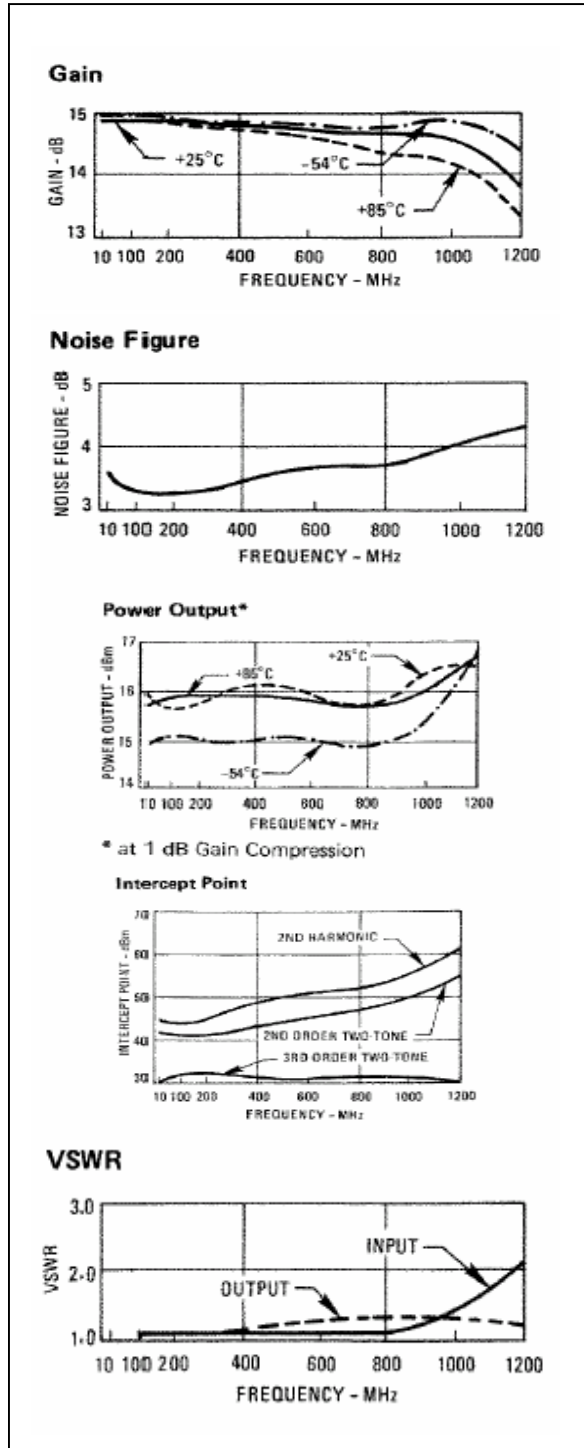 Gain
15
14
13
GAIN - dB
+25°C
-54°C
+85°C
10 100 200 400 600 800 1000 1200
FREQUENCY - MHz
Noise Figure
5
4
3
NOISE FIGURE - dB
10 100 200 400 600 800 1000 1200
FREQUENCY - MHz
Power Output*
17
16
15
14
POWER OUTPUT - dBm
+85°C
+25°C
-54°C
10 100 200 400 600 800 1000 1200
FREQUENCY - MHz
* at 1 dB Gain Compression
Intercept Point
70
60
50
40
30
INTERCEPT POINT - dBm
2ND HARMONIC
2ND ORDER TWO-TONE
3RD ORDER TWO-TONE
10 100 200 400 600 800 1000 1200
FREQUENCY - MHz
VSWR
3.0
2.0
1.0
VSWR
INPUT
OUTPUT
10 100 200 400 600 800 1000 1200
FREQUENCY - MHz